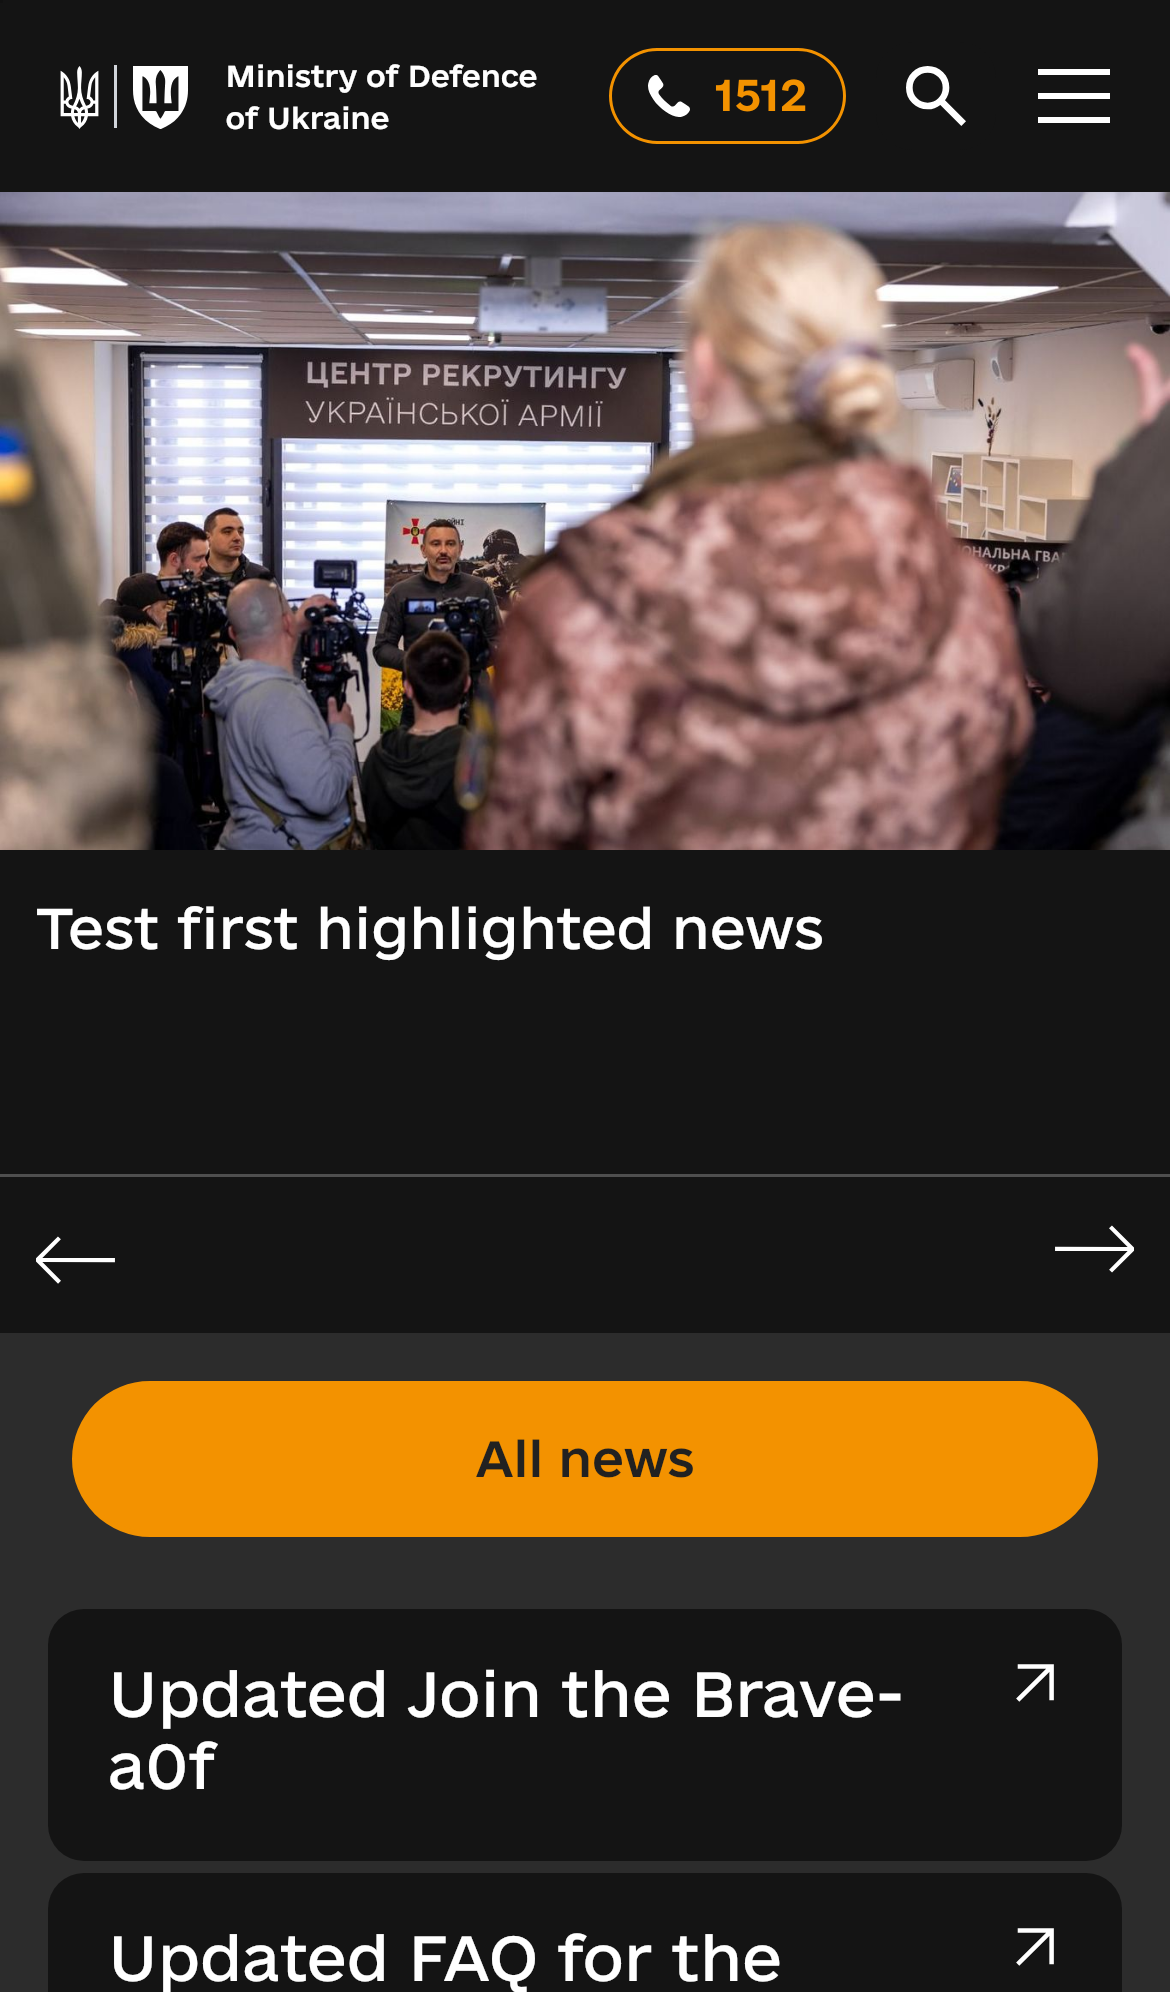 Ministry of Defence
of Ukraine
1512
ЦЕНТР РЕКРУТИНГУ
УКРАЇНСЬКОЇ АРМІЇ
Test first highlighted news
All news
Updated Join the Brave-
a0f
Updated FAQ for the